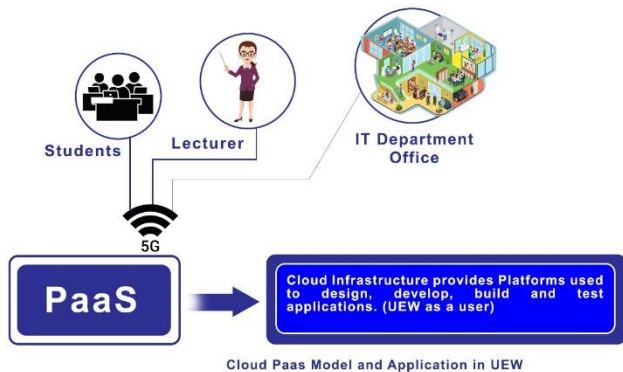 Students
Lecturer
IT Department
Office
5G
PaaS
Cloud Infrastructure provides Platforms used
to design, develop, build and test
applications. (UEW as a user)
Cloud Paas Model and Application in UEW